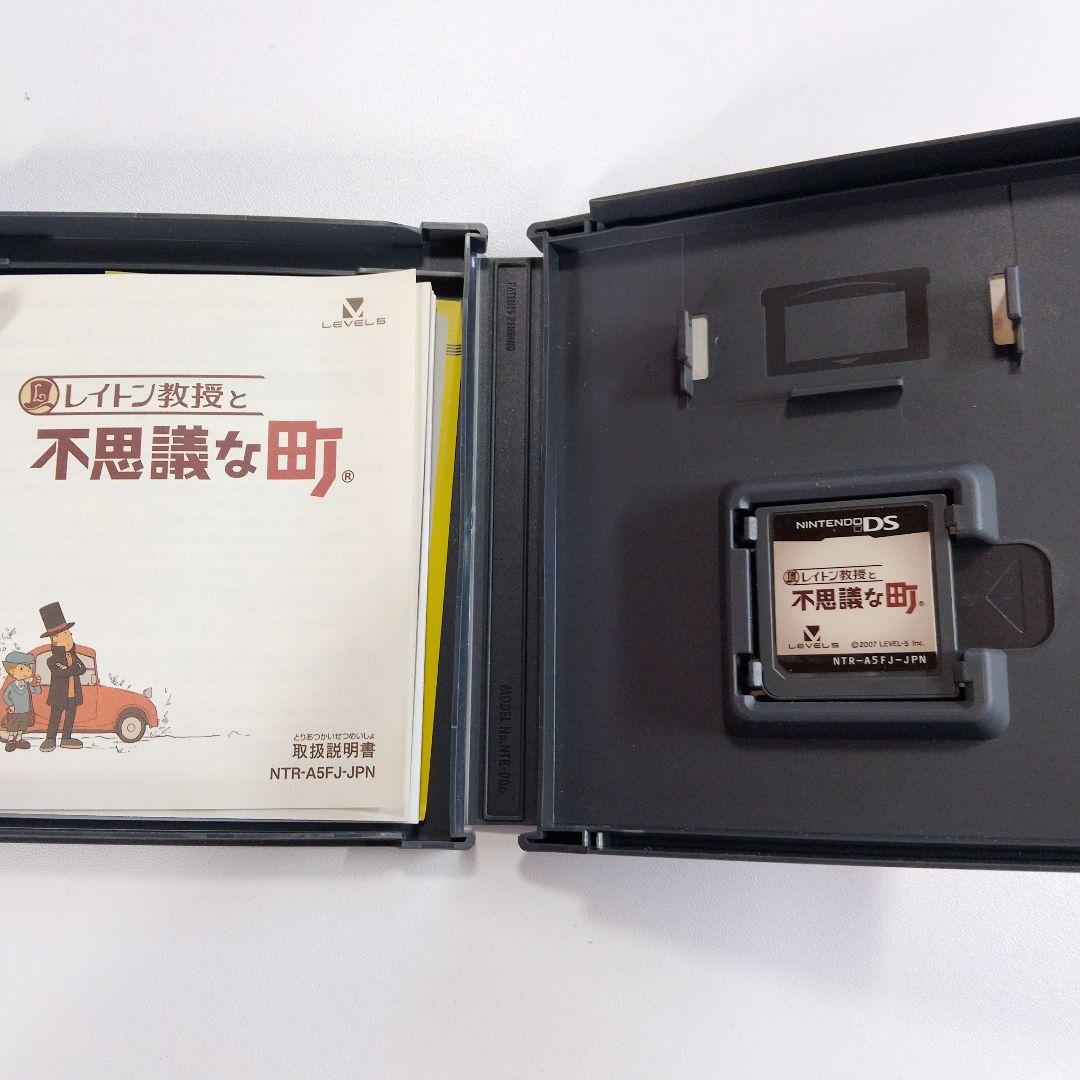 LEVEL5
レイトン教授と
不思議な町®
とりあつかいせつめいしょ
取扱説明書
NTR-A5FJ-JPN
PATENTS PENDING
MODEL No.NTR-006
NINTENDO DS
レイトン教授と
不思議な町®
LEVEL5
©2007 LEVEL-5 Inc.
NTR-A5FJ-JPN